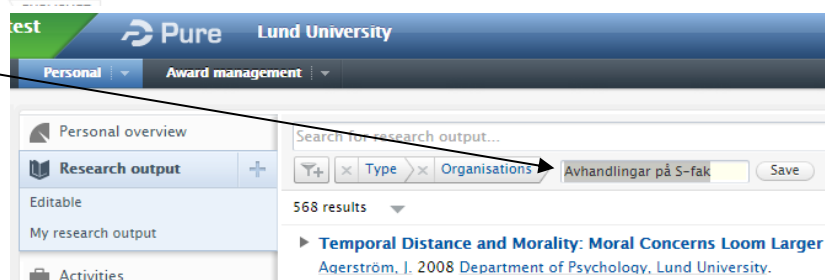 est Pure Lund University
Personal Award management
Personal overview
Search for research output...
Research output
Type Organisations Avhandlingar på S-fak Save
Editable
568 results
My research output
Temporal Distance and Morality: Moral Concerns Loom Larger
Activities
Agerström, J. 2008 Department of Psychology, Lund University.